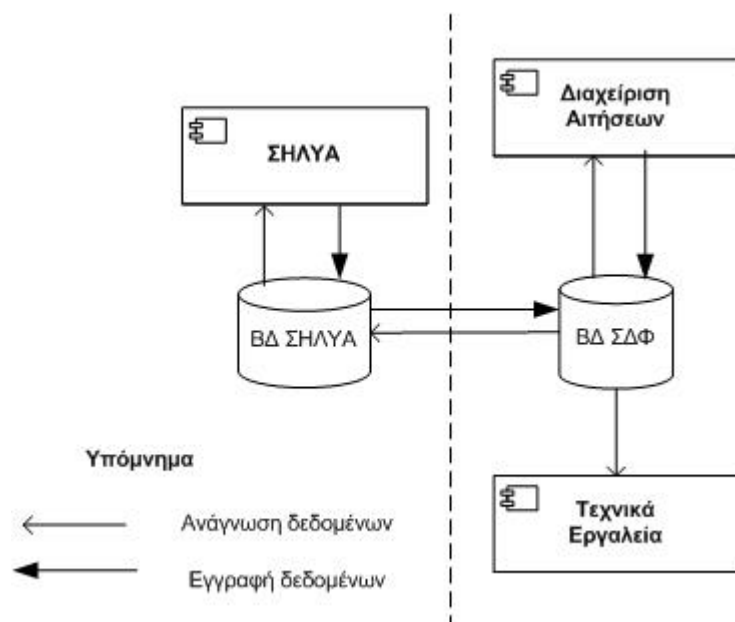 Διαχείριση
Αιτήσεων
ΣΗΛΥΑ
ΒΔ ΣΗΛΥΑ
ΒΔ ΣΔΦ
Υπόμνημα
Ανάγνωση δεδομένων
Εγγραφή δεδομένων
Τεχνικά
Εργαλεία